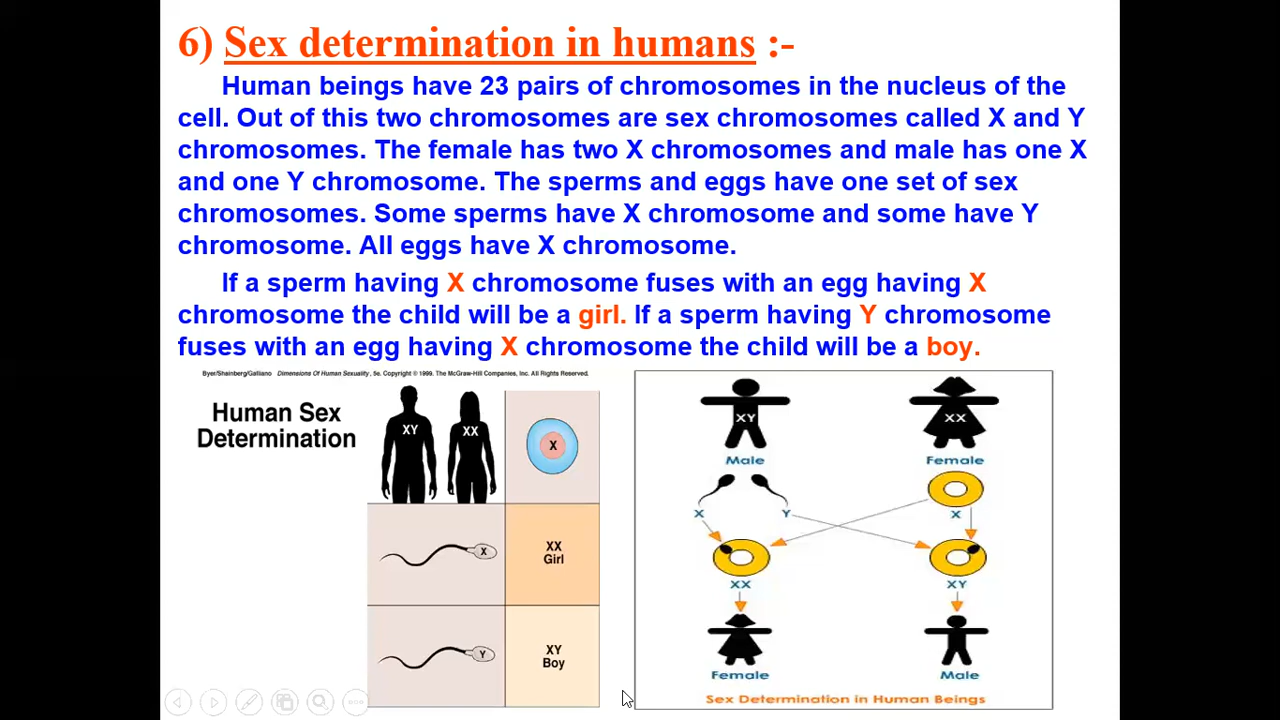 6) Sex determination in humans :-
Human beings have 23 pairs of chromosomes in the nucleus of the
cell. Out of this two chromosomes are sex chromosomes called X and Y
chromosomes. The female has two X chromosomes and male has one X
and one Y chromosome. The sperms and eggs have one set of sex
chromosomes. Some sperms have X chromosome and some have Y
chromosome. All eggs have X chromosome.
If a sperm having X chromosome fuses with an egg having X
chromosome the child will be a girl. If a sperm having Y chromosome
fuses with an egg having X chromosome the child will be a boy.
Byer/Shainberg/Galliano Dimensions Of Human Sexuality, 5e. Copyright © 1999. The McGraw-Hill Companies, Inc. All Rights Reserved.
Human Sex
Determination
XY
XX
X
X
XX
Girl
Y
XY
Boy
XY
XX
Male
Female
X
Y
X
XX
XY
Female
Male
Sex Determination in Human Beings